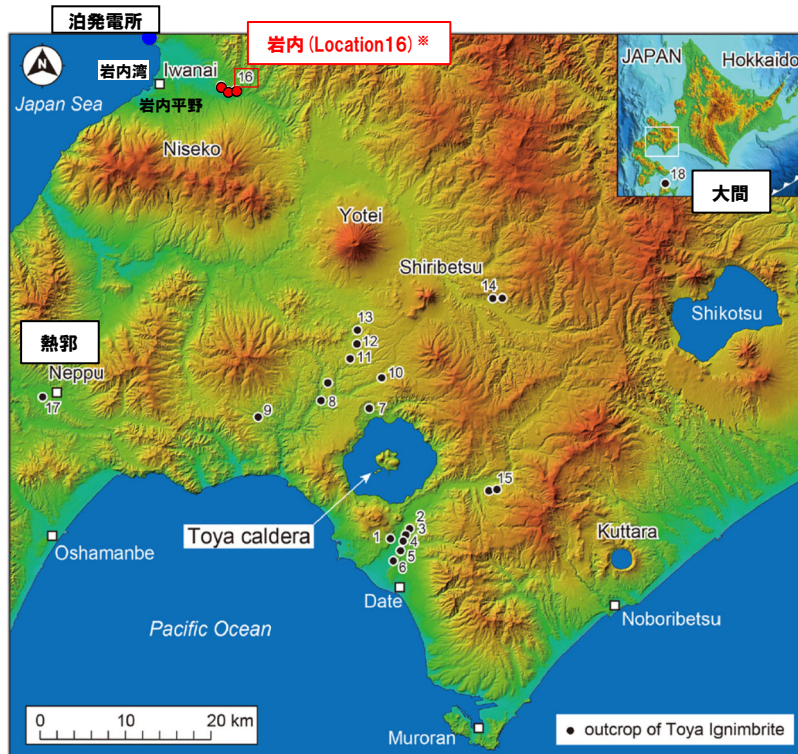 泊発電所
岩内 (Location16) ※
16
岩内湾
Iwanai
岩内平野
Japan Sea
N
JAPAN
Hokkaido
18
大間
Niseko
Yotei
Shiribetsu
14
Shikotsu
13
12
11
10
熱郛
Neppu
17
9
8
7
15
Toya caldera
1
2
3
4
5
6
Kuttara
Oshamanbe
Date
Noboribetsu
Pacific Ocean
0 10 20 km
Muroran
outcrop of Toya Ignimbrite